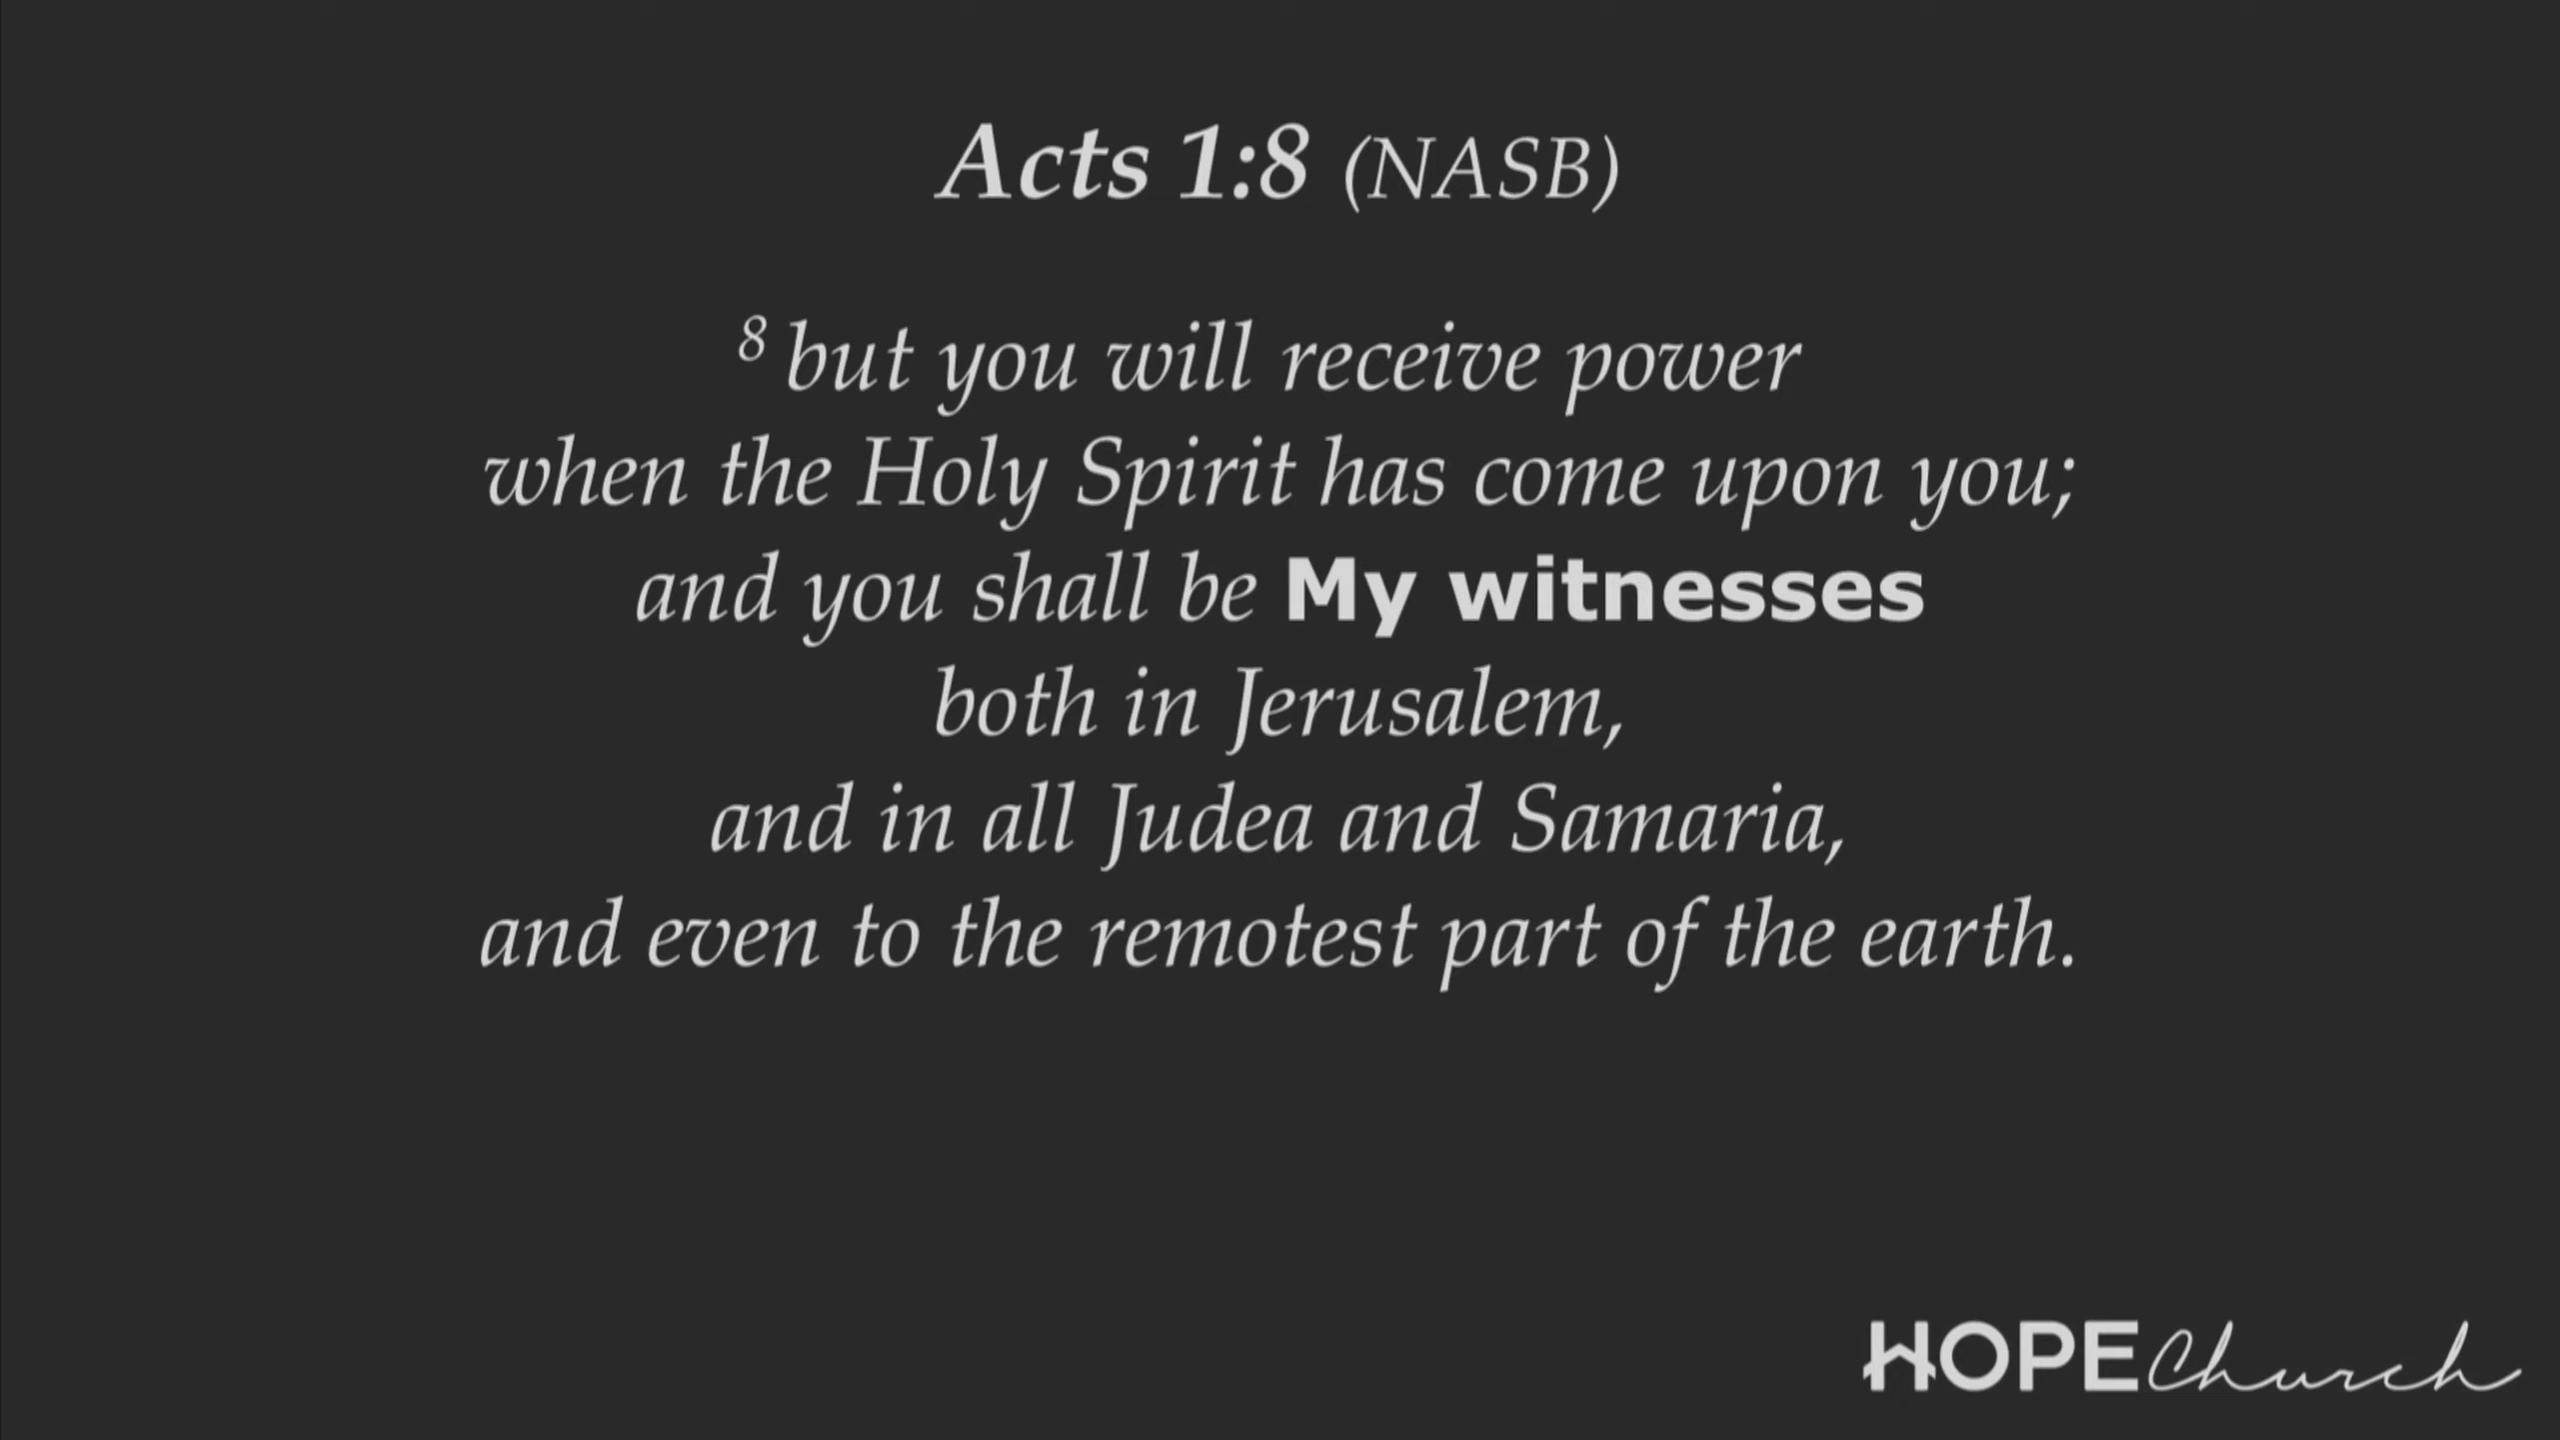 Acts 1:8 (NASB)
8 but you will receive power
when the Holy Spirit has come upon you;
and you shall be My witnesses
both in Jerusalem,
and in all Judea and Samaria,
and even to the remotest part of the earth.
HOPE Church